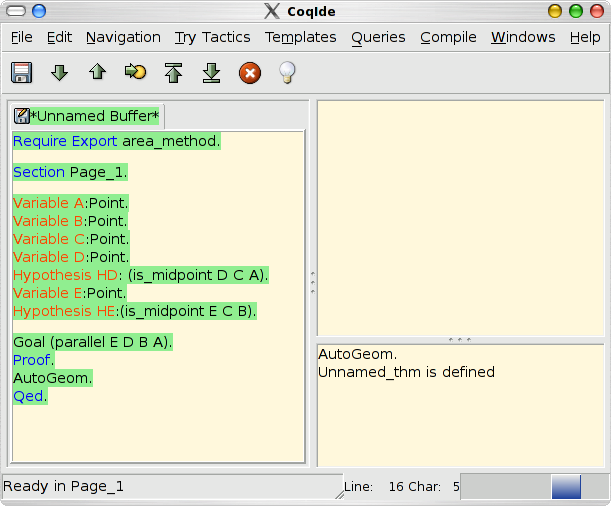 CoqIde
File Edit Navigation Try Tactics Templates Queries Compile Windows Help
*Unnamed Buffer*
Require Export area_method.
Section Page_1.
Variable A:Point.
Variable B:Point.
Variable C:Point.
Variable D:Point.
Hypothesis HD: (is_midpoint D C A).
Variable E:Point.
Hypothesis HE:(is_midpoint E C B).
Goal (parallel E D B A).
Proof.
AutoGeom.
Qed.
AutoGeom.
Unnamed_thm is defined
Ready in Page_1
Line: 16 Char: 5